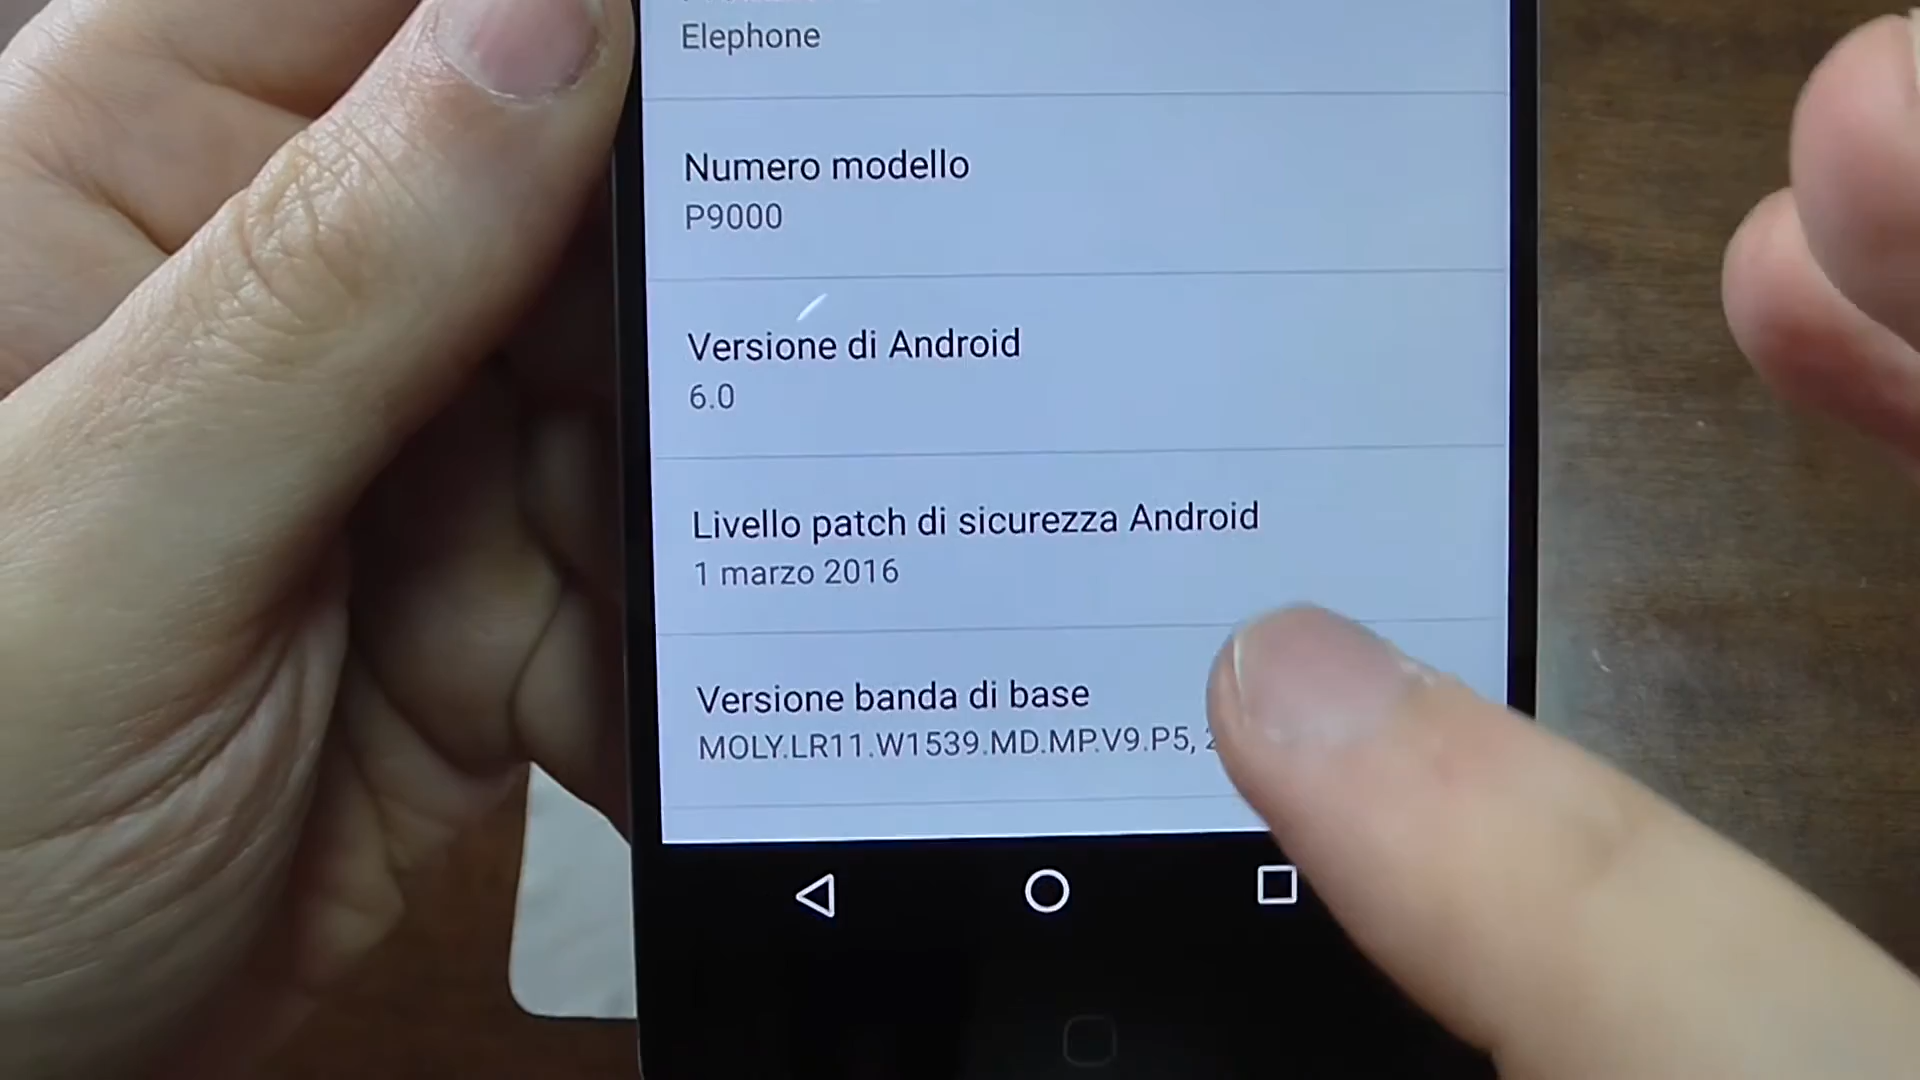 Elephone
Numero modello
P9000
Versione di Android
6.0
Livello patch di sicurezza Android
1 marzo 2016
Versione banda di base
MOLY.LR11.W1539.MD.MP.V9.P5,